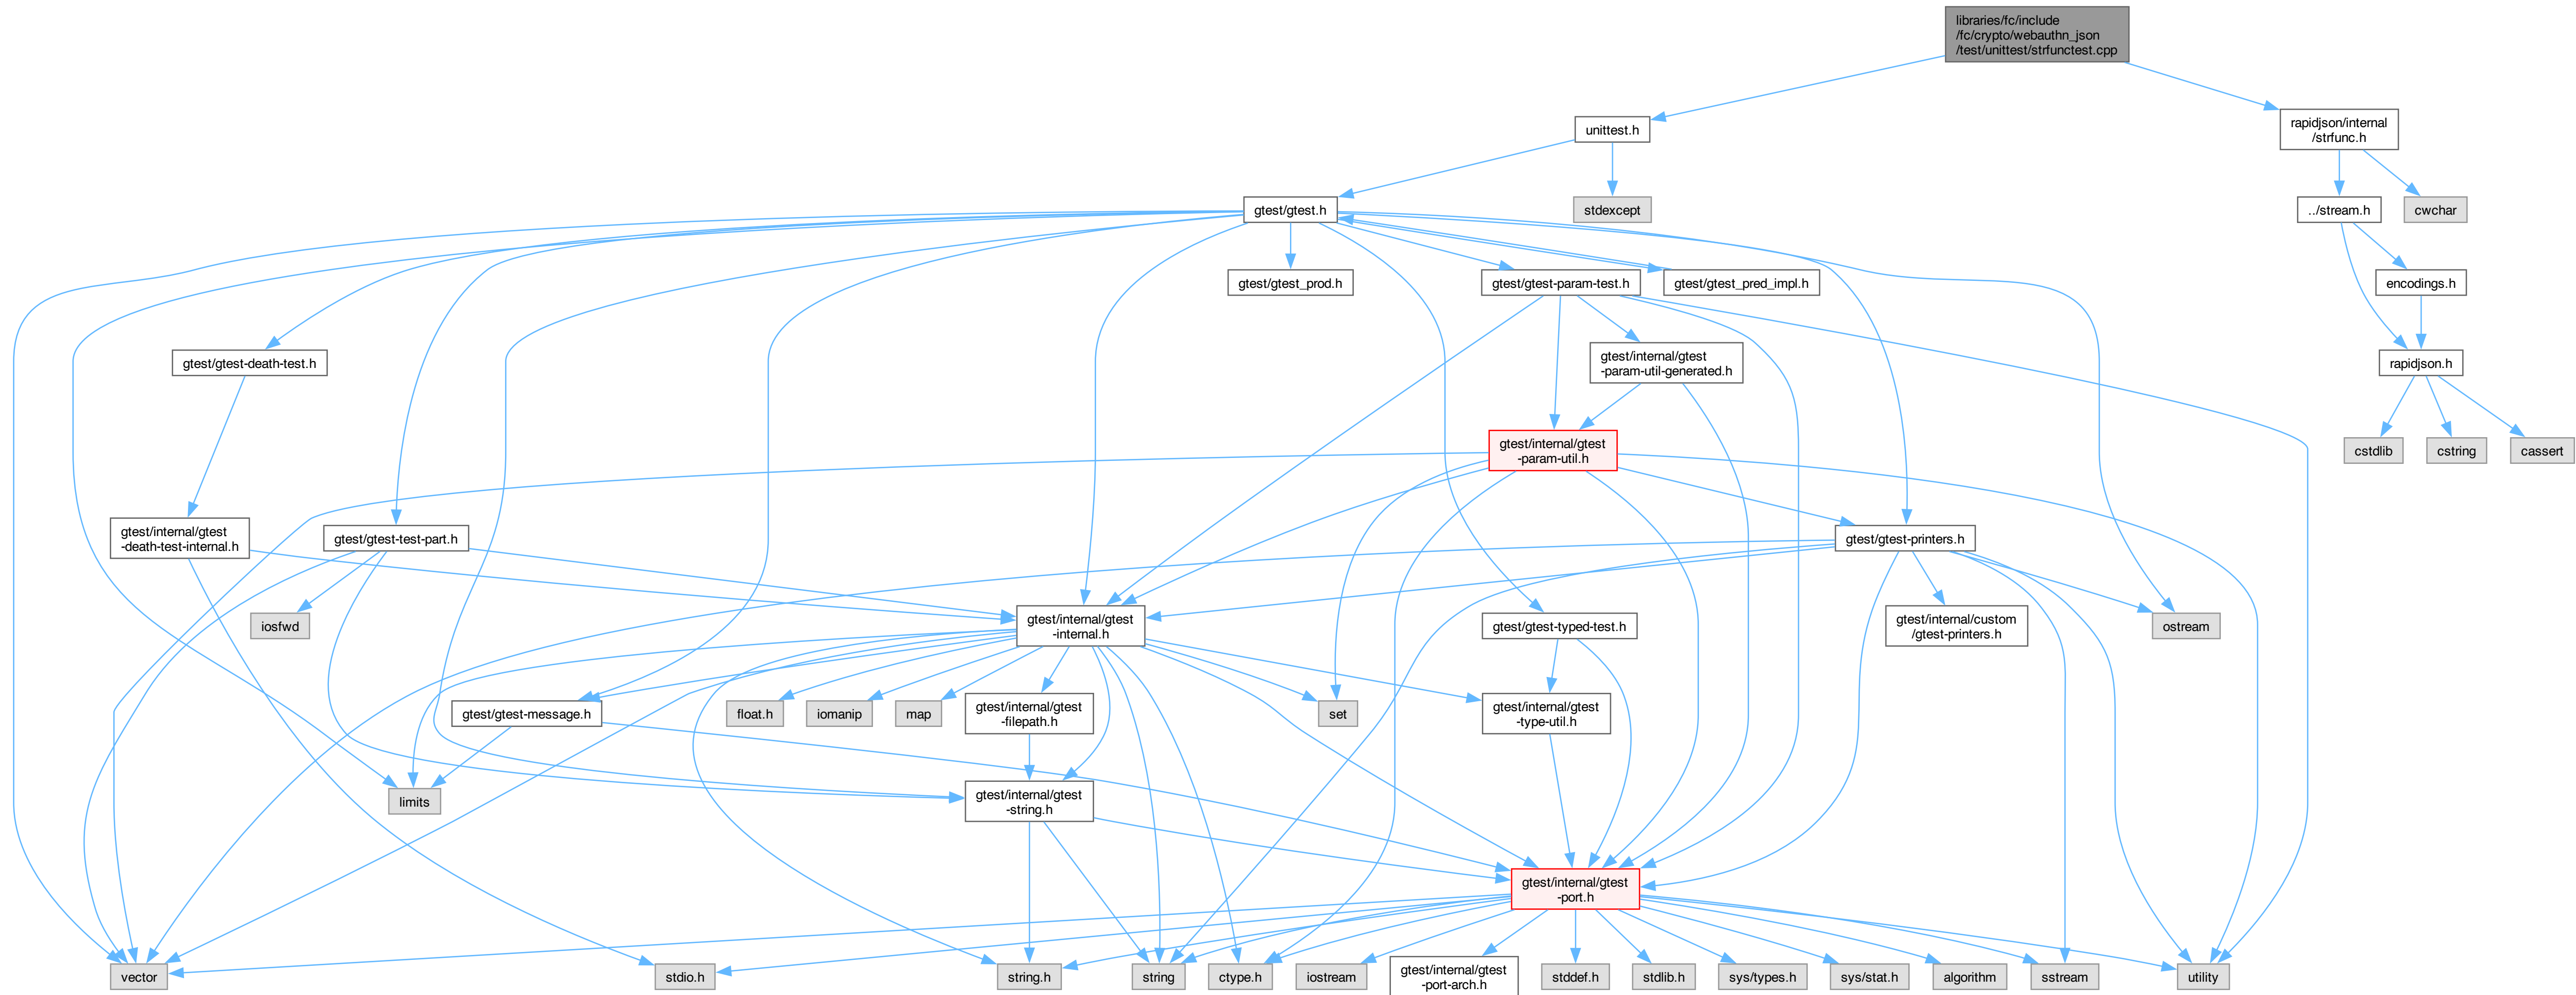 libraries/fc/include
/fc/crypto/webauthn_json
/test/unittest/strfunctest.cpp
unittest.h
rapidjson/internal
/strfunc.h
gtest/gtest.h
stdexcept
../stream.h
cwchar
gtest/gtest_prod.h
gtest/gtest-param-test.h
gtest/gtest_pred_impl.h
encodings.h
gtest/gtest-death-test.h
gtest/internal/gtest
-param-util-generated.h
rapidjson.h
gtest/internal/gtest
-param-util.h
cstdlib
cstring
cassert
gtest/internal/gtest
-death-test-internal.h
gtest/gtest-test-part.h
gtest/gtest-printers.h
iosfwd
gtest/internal/gtest
-internal.h
gtest/gtest-typed-test.h
gtest/internal/custom
/gtest-printers.h
ostream
gtest/gtest-message.h
float.h
iomanip
map
gtest/internal/gtest
-filepath.h
set
gtest/internal/gtest
-type-util.h
limits
gtest/internal/gtest
-string.h
gtest/internal/gtest
-port.h
vector
stdio.h
string.h
string
ctype.h
iostream
gtest/internal/gtest
-port-arch.h
stddef.h
stdlib.h
sys/types.h
sys/stat.h
algorithm
sstream
utility